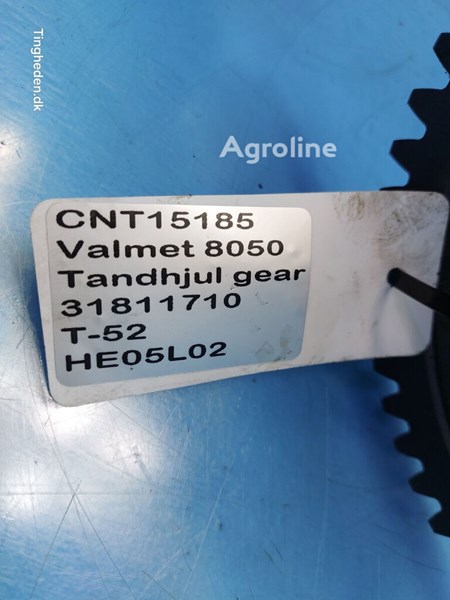 Tingheden.dk
Agroline
CNT15185
Valmet 8050
Tandhjul gear
31811710
T-52
HE05L02